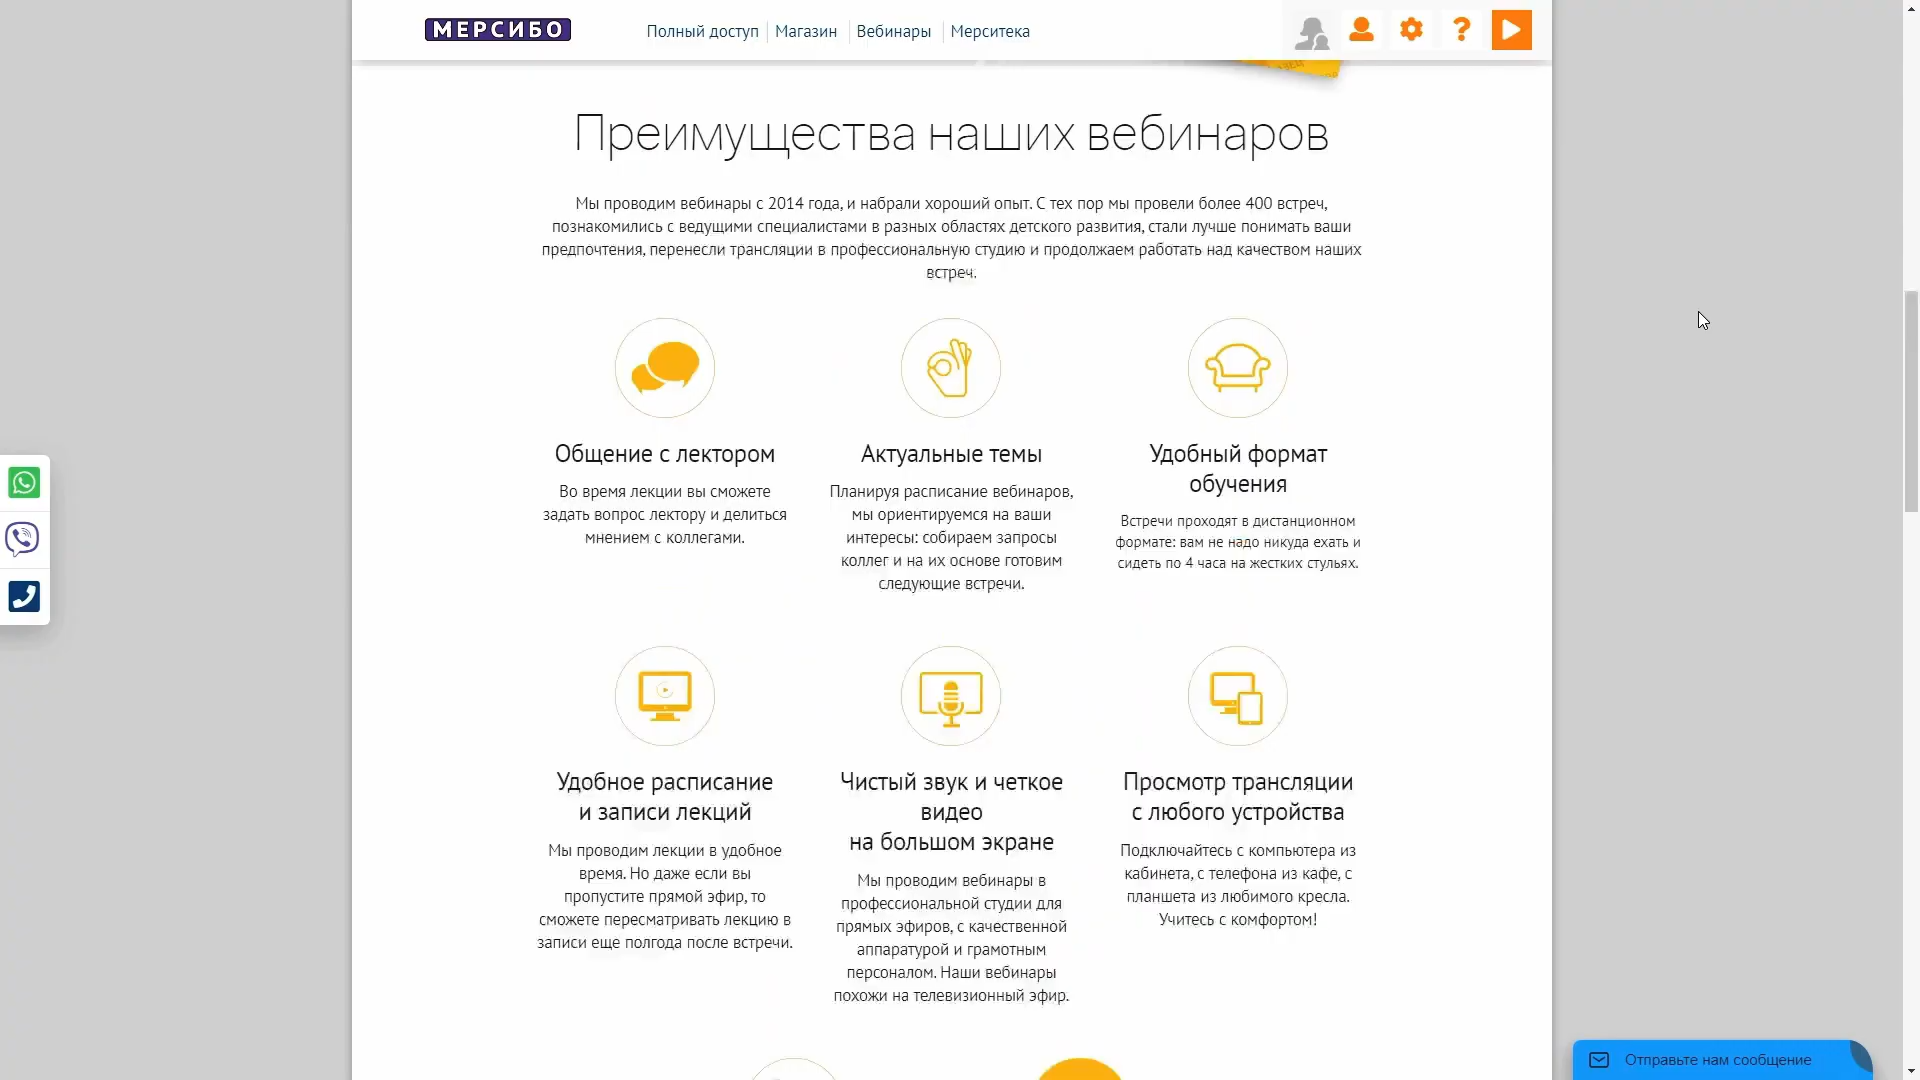 МЕРСИБО
Полный доступ
Магазин
Вебинары
Мерситека
Преимущества наших вебинаров
Мы проводим вебинары с 2014 года, и набрали хороший опыт. С тех пор мы провели более 400 встреч,
познакомились с ведущими специалистами в разных областях детского развития, стали лучше понимать ваши
предпочтения, перенесли трансляции в профессиональную студию и продолжаем работать над качеством наших
встреч.
Общение с лектором
Во время лекции вы сможете
задать вопрос лектору и делиться
мнением с коллегами.
Актуальные темы
Планируя расписание вебинаров,
мы ориентируемся на ваши
интересы: собираем запросы
коллег и на их основе готовим
следующие встречи.
Удобный формат
обучения
Встречи проходят в дистанционном
формате: вам не надо никуда ехать и
сидеть по 4 часа на жестких стульях.
Удобное расписание
и записи лекций
Мы проводим лекции в удобное
время. Но даже если вы
пропустите прямой эфир, то
сможете пересматривать лекцию в
записи еще полгода после встречи.
Чистый звук и четкое
видео
на большом экране
Мы проводим вебинары в
профессиональной студии для
прямых эфиров, с качественной
аппаратурой и грамотным
персоналом. Наши вебинары
похожи на телевизионный эфир.
Просмотр трансляции
с любого устройства
Подключайтесь с компьютера из
кабинета, с телефона из кафе, с
планшета из любимого кресла.
Учитесь с комфортом!
Отправьте нам сообщение